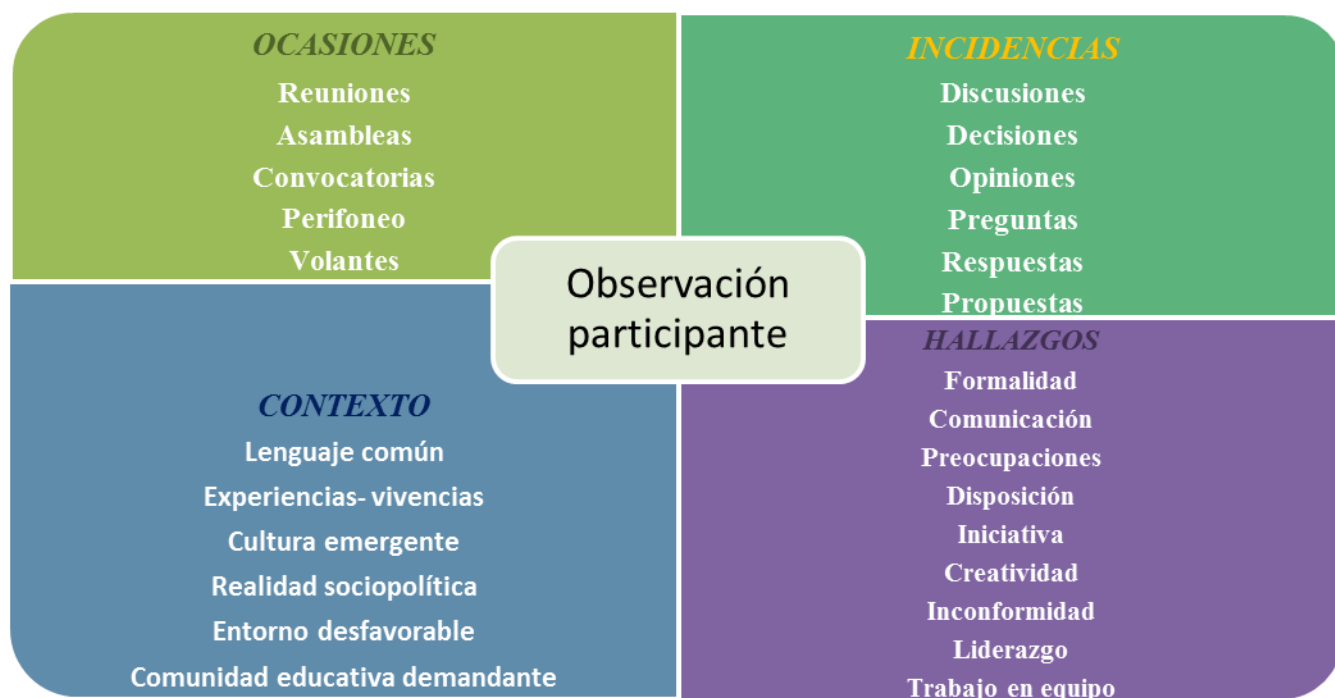 OCASIONES
Reuniones
Asambleas
Convocatorias
Perifoneo
Volantes
INCIDENCIAS
Discusiones
Decisiones
Opiniones
Preguntas
Respuestas
Propuestas
Observación
participante
CONTEXTO
Lenguaje común
Experiencias- vivencias
Cultura emergente
Realidad sociopolítica
Entorno desfavorable
Comunidad educativa demandante
HALLAZGOS
Formalidad
Comunicación
Preocupaciones
Disposición
Iniciativa
Creatividad
Inconformidad
Liderazgo
Trabajo en equipo